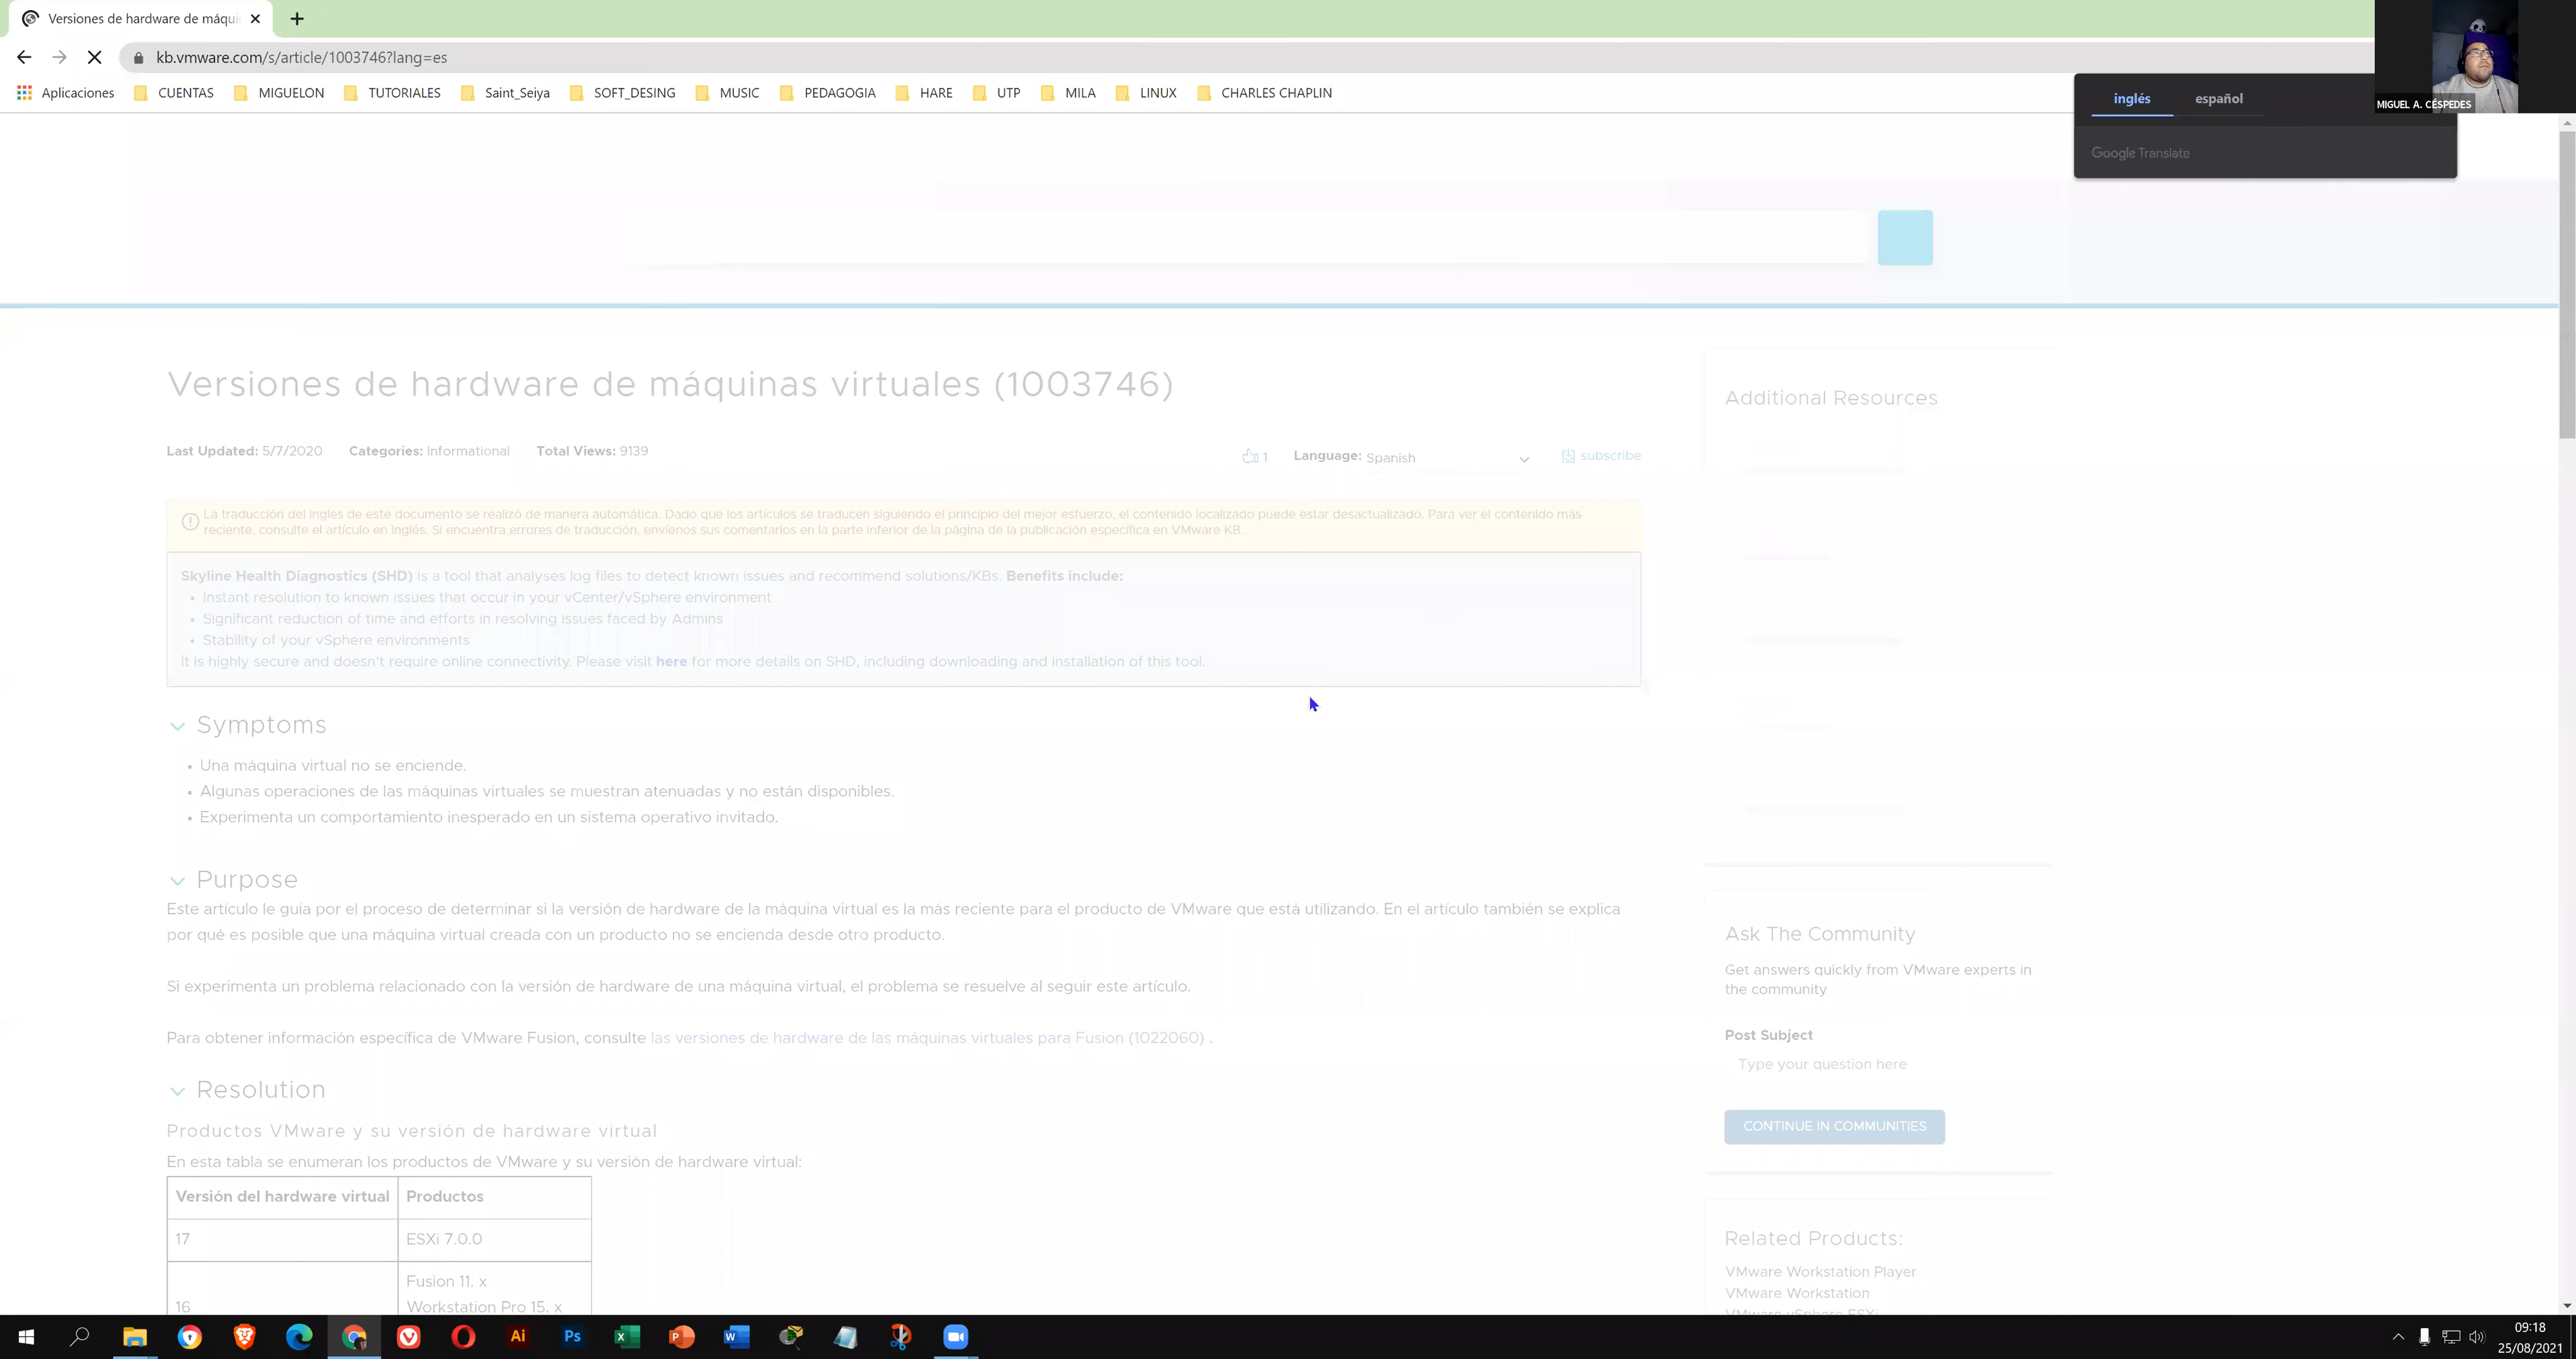 Versiones de hardware de máqui
kb.vmware.com/s/article/1003746?lang=es
Aplicaciones CUENTAS MIGUELON TUTORIALES Saint_Seiya SOFT_DESING MUSIC PEDAGOGIA HARE UTP MILA LINUX CHARLES CHAPLIN
MIGUEL A. CÉSPEDES
inglés español
Google Translate
Versiones de hardware de máquinas virtuales (1003746)
Last Updated: 5/7/2020 Categories: Informational Total Views: 9139
1 Language: Spanish subscribe
La traducción del inglés de este documento se realizó de manera automática. Dado que los artículos se traducen siguiendo el principio del mejor esfuerzo, el contenido localizado puede estar desactualizado. Para ver el contenido más
reciente, consulte el artículo en inglés. Si encuentra errores de traducción, envíenos sus comentarios en la parte inferior de la página de la publicación específica en VMware KB.
Skyline Health Diagnostics (SHD) is a tool that analyses log files to detect known issues and recommend solutions/KBs. Benefits include:
• Instant resolution to known issues that occur in your vCenter/vSphere environment
• Significant reduction of time and efforts in resolving issues faced by Admins
• Stability of your vSphere environments
It is highly secure and doesn't require online connectivity. Please visit here for more details on SHD, including downloading and installation of this tool.
Symptoms
• Una máquina virtual no se enciende.
• Algunas operaciones de las máquinas virtuales se muestran atenuadas y no están disponibles.
• Experimenta un comportamiento inesperado en un sistema operativo invitado.
Purpose
Este artículo le guía por el proceso de determinar si la versión de hardware de la máquina virtual es la más reciente para el producto de VMware que está utilizando. En el artículo también se explica
por qué es posible que una máquina virtual creada con un producto no se encienda desde otro producto.
Si experimenta un problema relacionado con la versión de hardware de una máquina virtual, el problema se resuelve al seguir este artículo.
Para obtener información específica de VMware Fusion, consulte las versiones de hardware de las máquinas virtuales para Fusion (1022060) .
Resolution
Productos VMware y su versión de hardware virtual
En esta tabla se enumeran los productos de VMware y su versión de hardware virtual:
Versión del hardware virtual Productos
17 ESXi 7.0.0
Fusion 11. x
16 Workstation Pro 15. x
Additional Resources
Ask The Community
Get answers quickly from VMware experts in
the community
Post Subject
Type your question here
CONTINUE IN COMMUNITIES
Related Products:
VMware Workstation Player
VMware Workstation
VMware vSphere ESXi
Ai Ps X P W
09:18
25/08/2021